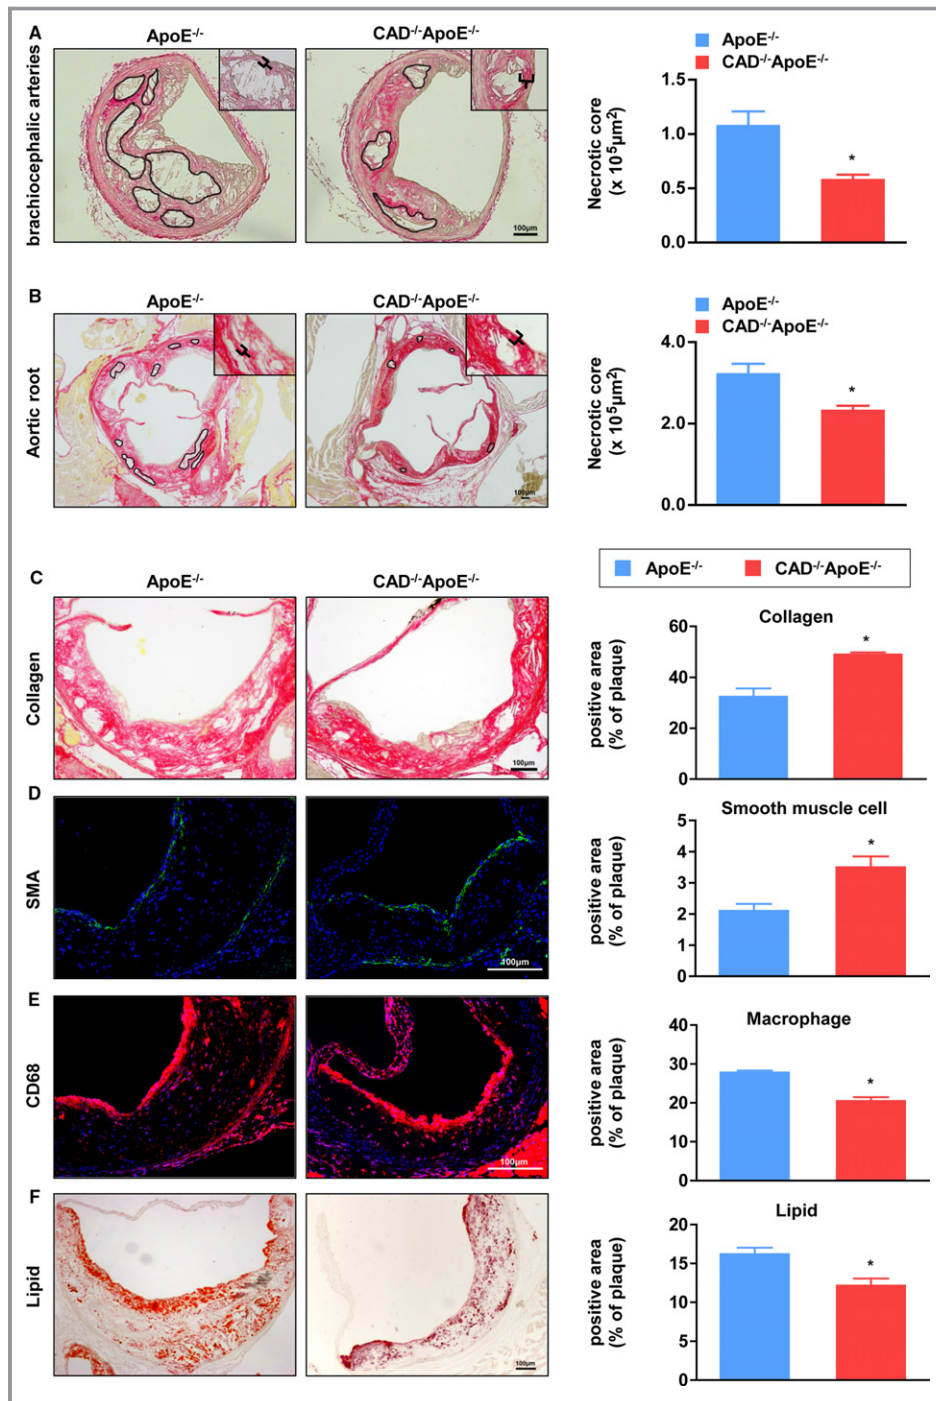 A
ApoE⁻/⁻
CAD⁻/⁻ApoE⁻/⁻
brachiocephalic arteries
100µm
ApoE⁻/⁻
CAD⁻/⁻ApoE⁻/⁻
Necrotic core
(x 10⁵µm²)
1.5
1.0
0.5
0.0
*
B
ApoE⁻/⁻
CAD⁻/⁻ApoE⁻/⁻
Aortic root
100µm
ApoE⁻/⁻
CAD⁻/⁻ApoE⁻/⁻
Necrotic core
(x 10⁵µm²)
4.0
2.0
0.0
*
ApoE⁻/⁻ CAD⁻/⁻ApoE⁻/⁻
C
ApoE⁻/⁻
CAD⁻/⁻ApoE⁻/⁻
Collagen
100µm
Collagen
positive area
(% of plaque)
60
40
20
0
*
D
SMA
100µm
Smooth muscle cell
positive area
(% of plaque)
5
4
3
2
1
0
*
E
CD68
100µm
Macrophage
positive area
(% of plaque)
40
30
20
10
0
*
F
Lipid
100µm
Lipid
positive area
(% of plaque)
20
15
10
5
0
*